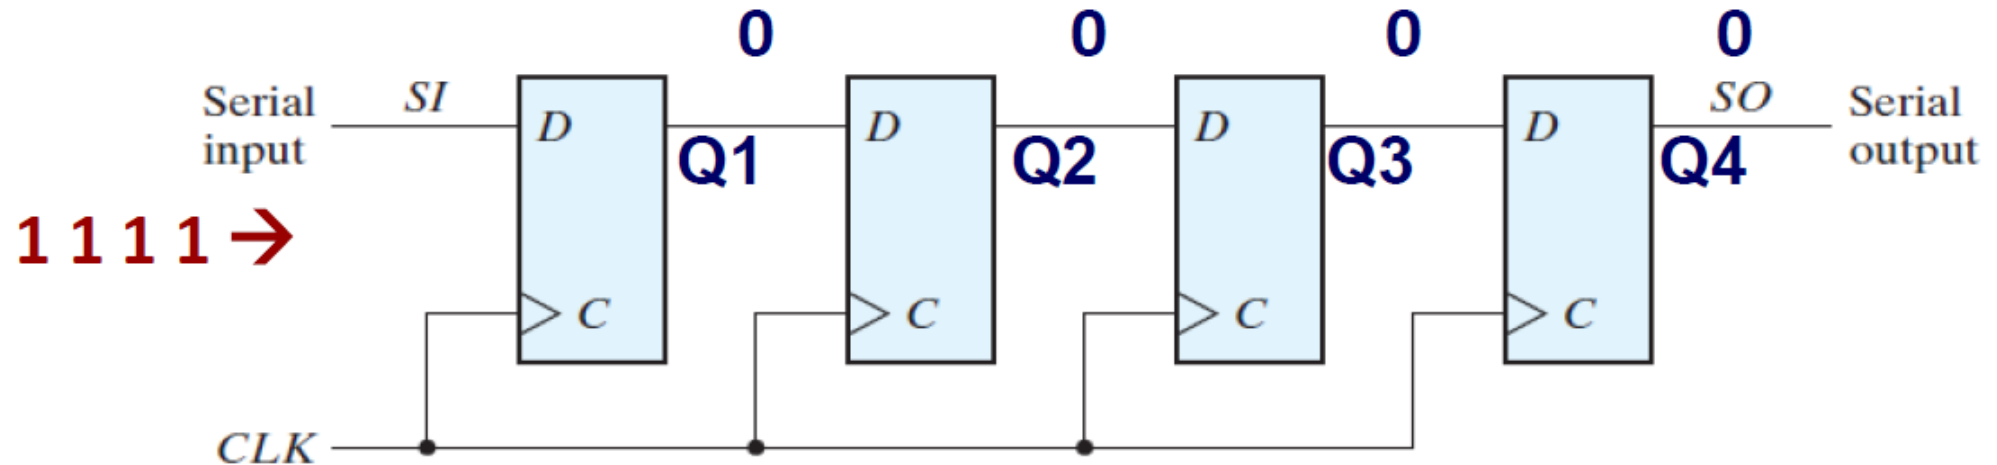 0 0 0 0
Serial input
SI
D
Q1
D
Q2
D
Q3
D
SO
Q4
Serial output
1 1 1 1 →
C
C
C
C
CLK